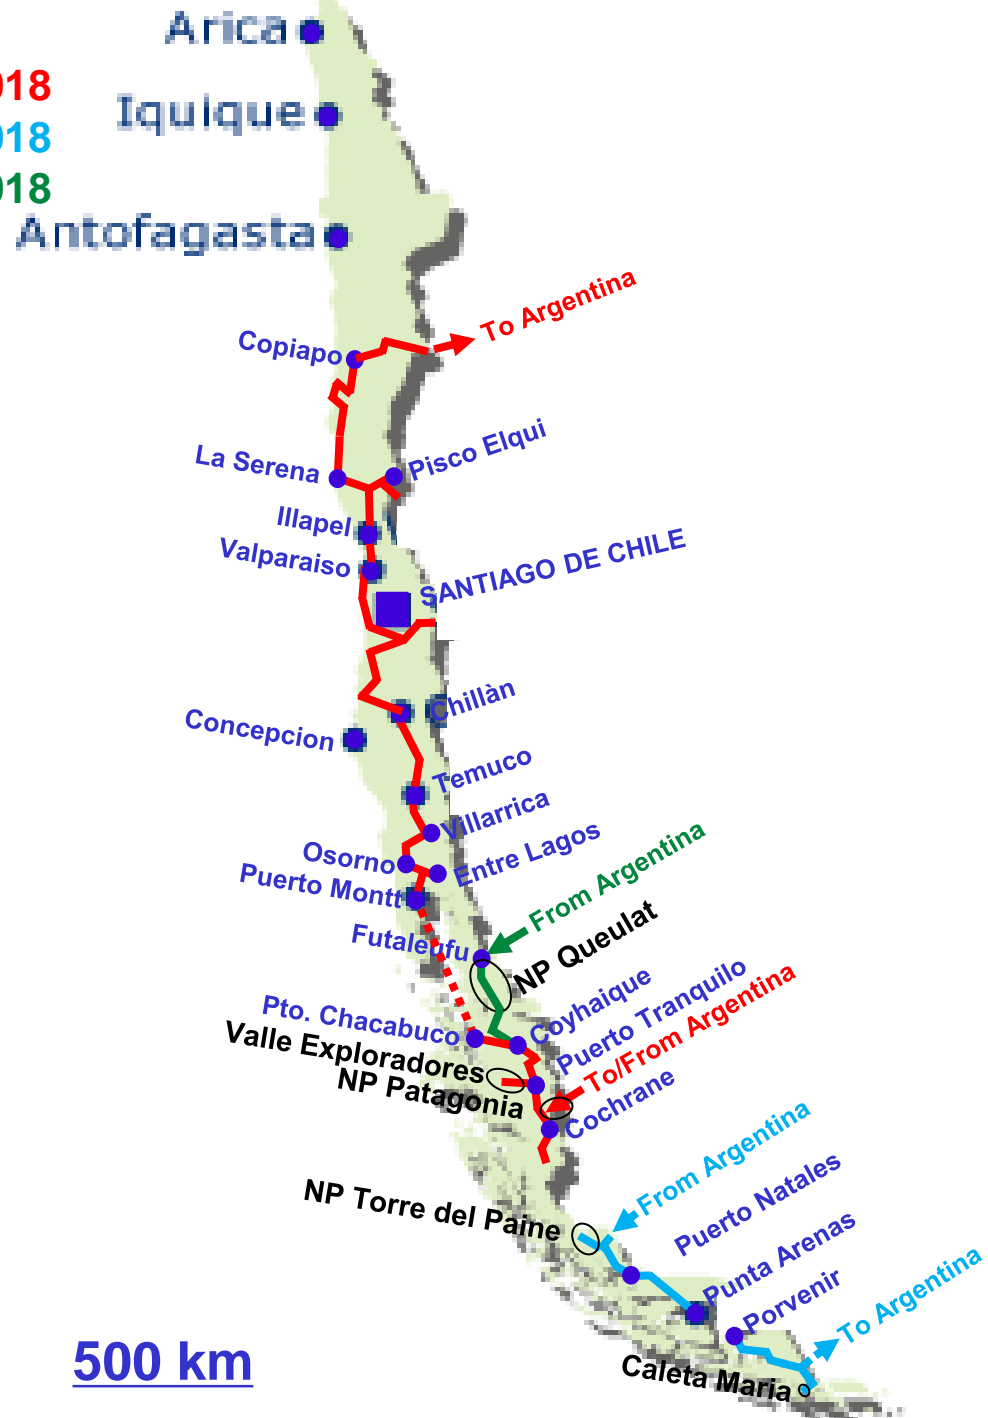 Arica
018
Iquique
018
018
Antofagasta
To Argentina
Copiapo
Pisco Elqui
La Serena
Illapel
Valparaiso
SANTIAGO DE CHILE
Chillàn
Concepcion
Temuco
Villarrica
Osorno
Entre Lagos
Puerto Montt
From Argentina
Futaleufu
NP Queulat
Pto. Chacabuco
Coyhaique
Valle Exploradores
Puerto Tranquilo
NP Patagonia
To/From Argentina
Cochrane
From Argentina
NP Torre del Paine
Puerto Natales
Punta Arenas
Porvenir
To Argentina
500 km
Caleta Maria